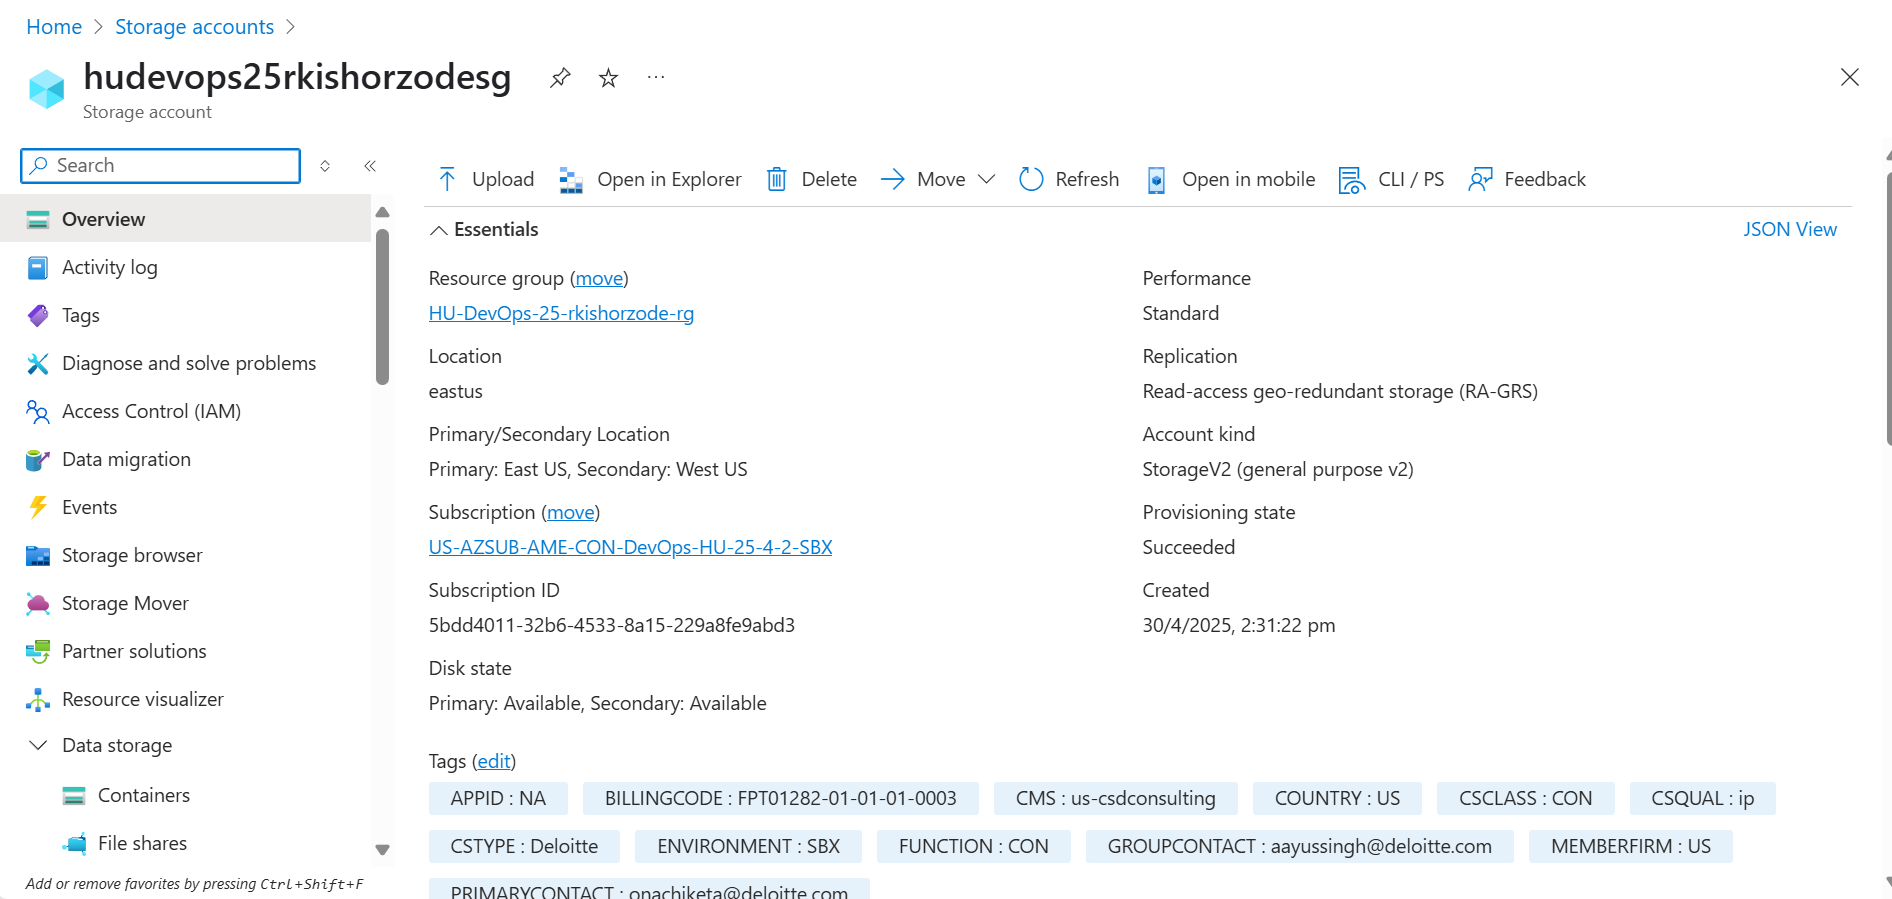 Home > Storage accounts >
hudevops25rkishorzodesg
Storage account
Search
Overview
Activity log
Tags
Diagnose and solve problems
Access Control (IAM)
Data migration
Events
Storage browser
Storage Mover
Partner solutions
Resource visualizer
Data storage
Containers
File shares
Add or remove favorites by pressing Ctrl+Shift+F
Upload Open in Explorer Delete Move Refresh Open in mobile CLI / PS Feedback
Essentials
JSON View
Resource group (move)
HU-DevOps-25-rkishorzode-rg
Location
eastus
Primary/Secondary Location
Primary: East US, Secondary: West US
Subscription (move)
US-AZSUB-AME-CON-DevOps-HU-25-4-2-SBX
Subscription ID
5bdd4011-32b6-4533-8a15-229a8fe9abd3
Disk state
Primary: Available, Secondary: Available
Performance
Standard
Replication
Read-access geo-redundant storage (RA-GRS)
Account kind
StorageV2 (general purpose v2)
Provisioning state
Succeeded
Created
30/4/2025, 2:31:22 pm
Tags (edit)
APPID : NA BILLINGCODE : FPT01282-01-01-01-0003 CMS : us-csdconsulting COUNTRY : US CSCLASS : CON CSQUAL : ip
CSTYPE : Deloitte ENVIRONMENT : SBX FUNCTION : CON GROUPCONTACT : aayussingh@deloitte.com MEMBERFIRM : US
PRIMARYCONTACT : onachiketa@deloitte.com